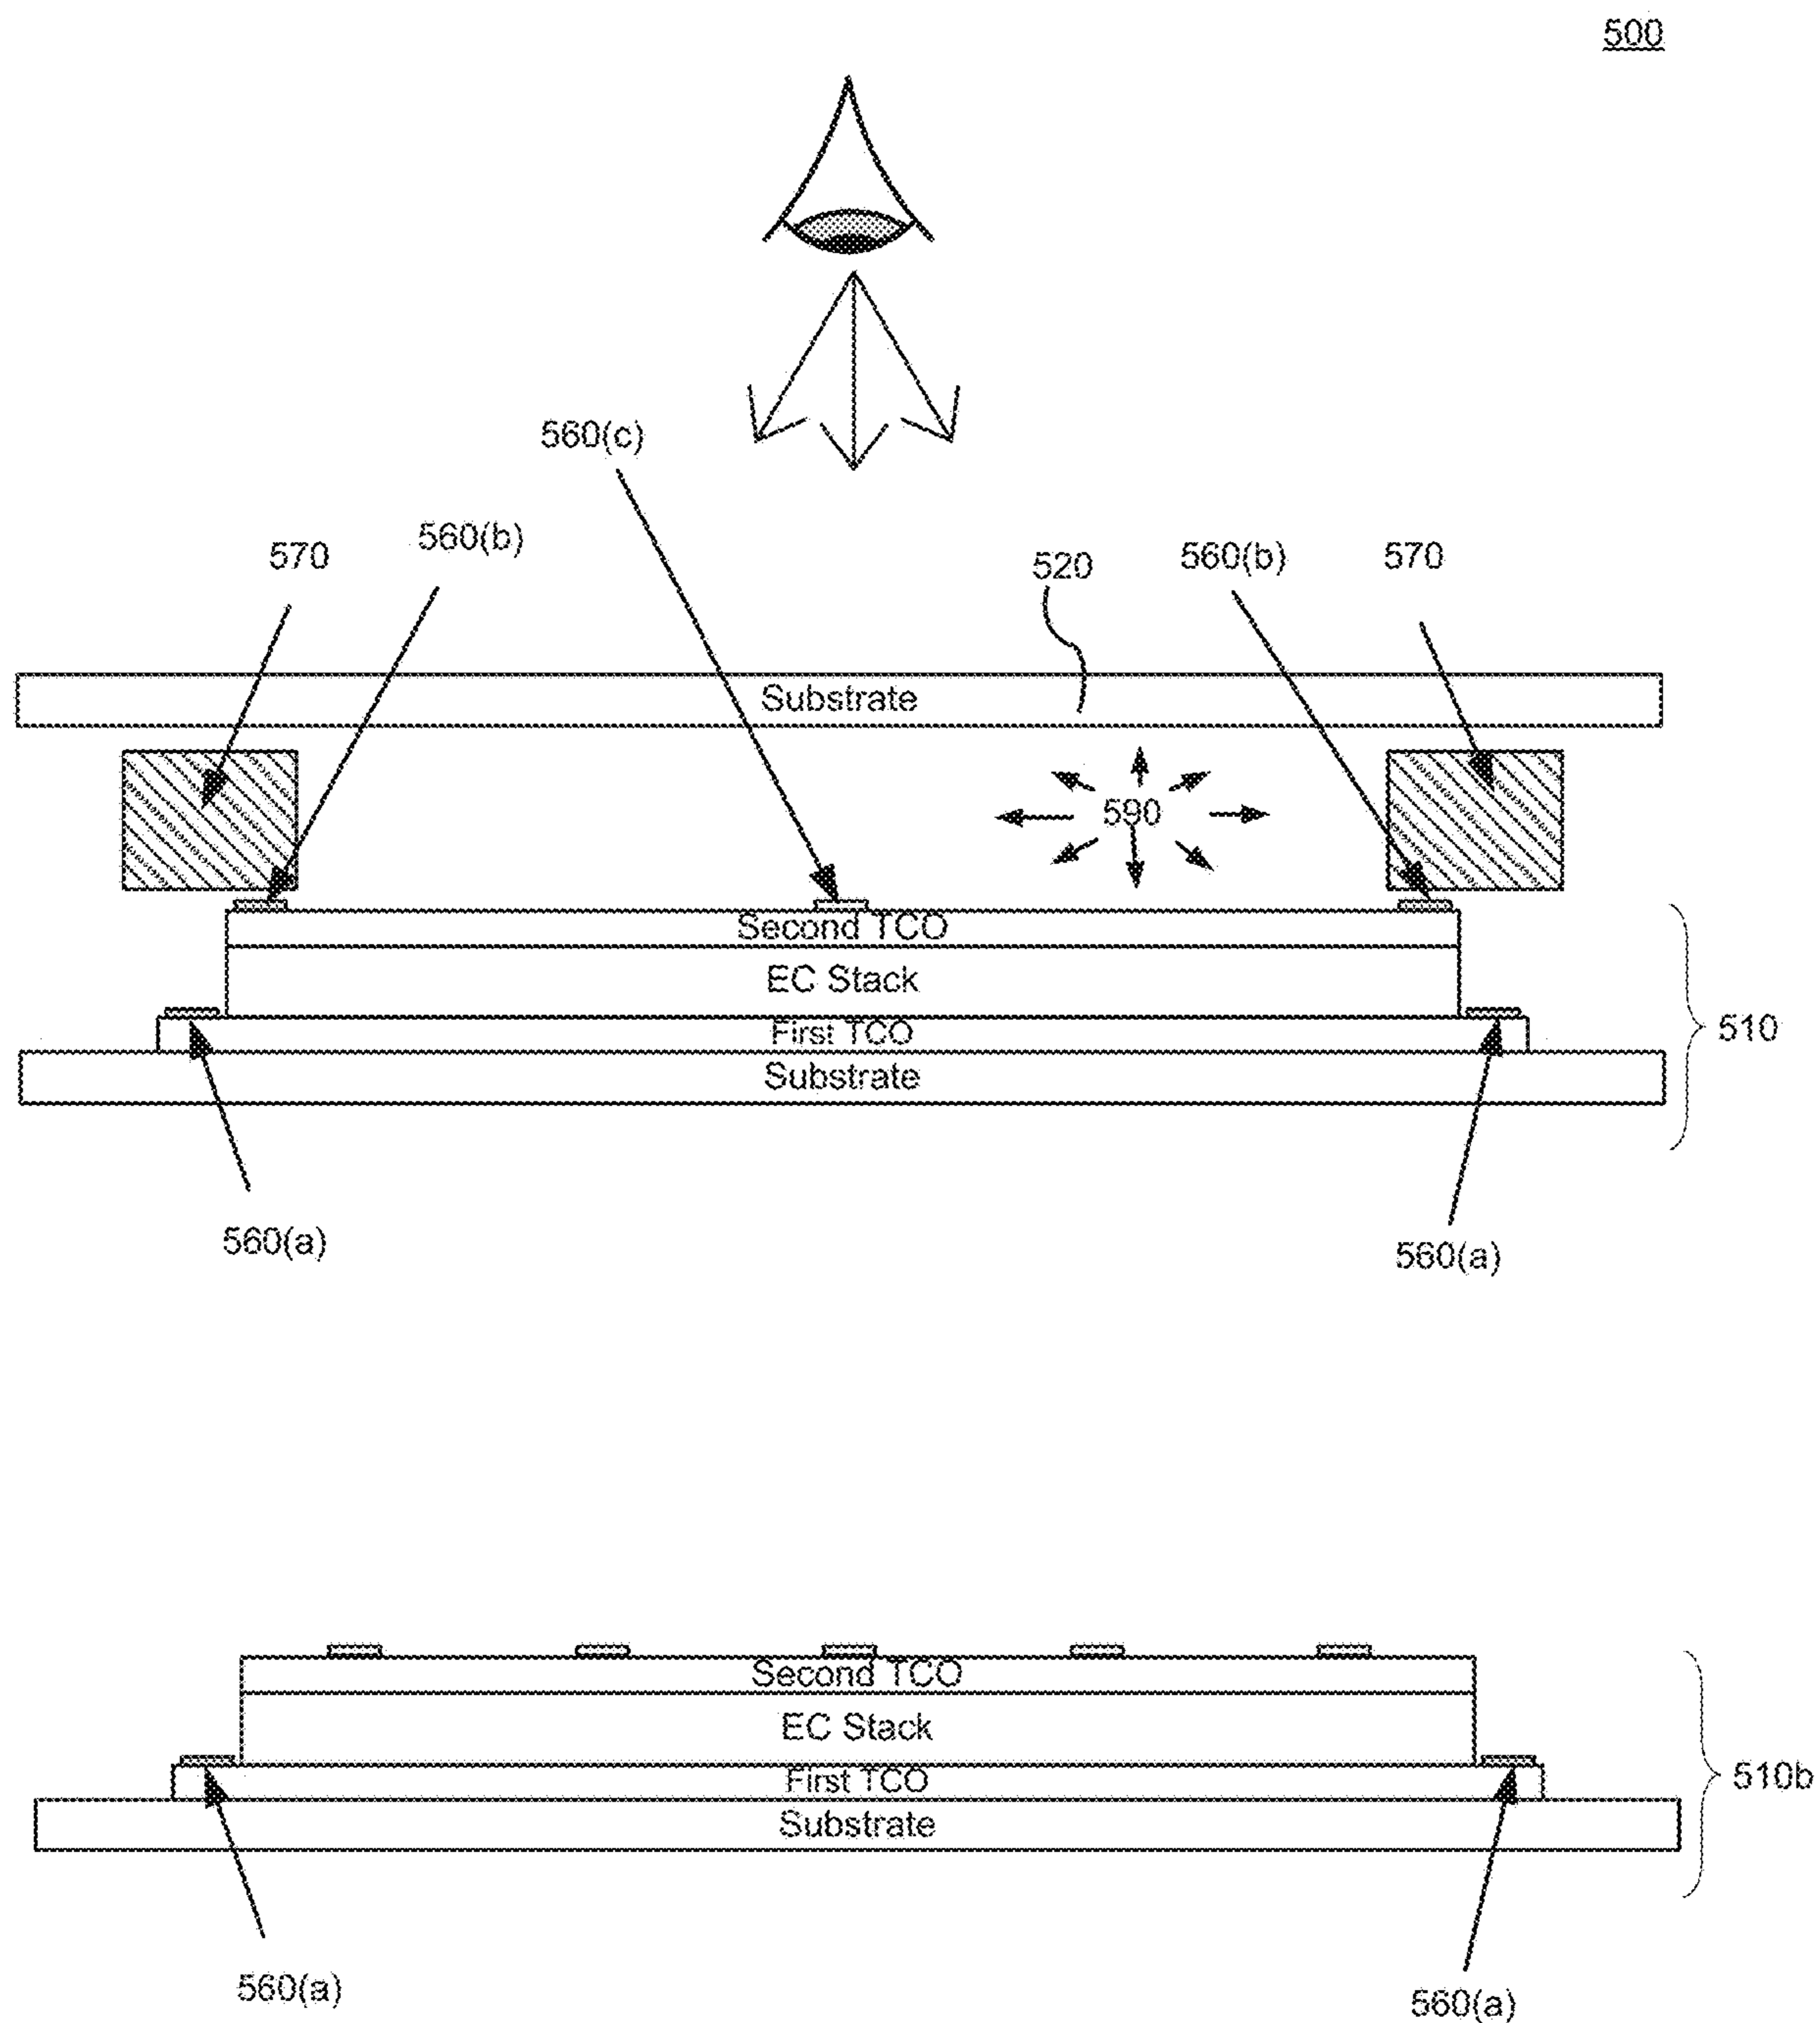 500
560(c)
560(b)
570
520
560(b)
570
Substrate
590
Second TCO
EC Stack
First TCO
Substrate
510
560(a)
560(a)
Second TCO
EC Stack
First TCO
Substrate
510b
560(a)
560(a)